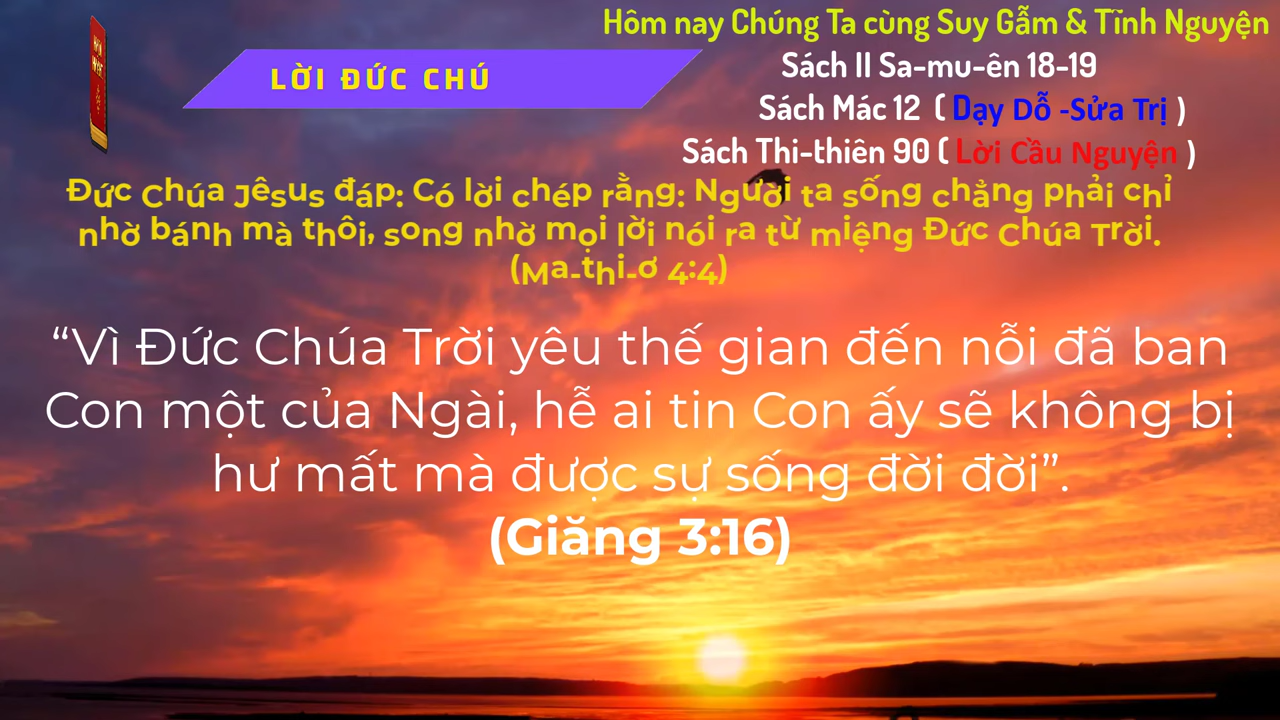 Hôm nay Chúng Ta cùng Suy Gẫm & Tĩnh Nguyện
Sách II Sa-mu-ên 18-19
LỜI ĐỨC CHÚ
Sách Mác 12 ( Dạy Dỗ -Sửa Trị )
Sách Thi-thiên 90 ( Lời Cầu Nguyện )
Đức Chúa Jêsus đáp: Có lời chép rằng: Người ta sống chẳng phải chỉ
nhờ bánh mà thôi, song nhờ mọi lời nói ra từ miệng Đức Chúa Trời.
(Ma-thi-ơ 4:4)
“Vì Đức Chúa Trời yêu thế gian đến nỗi đã ban
Con một của Ngài, hễ ai tin Con ấy sẽ không bị
hư mất mà được sự sống đời đời”.
(Giăng 3:16)